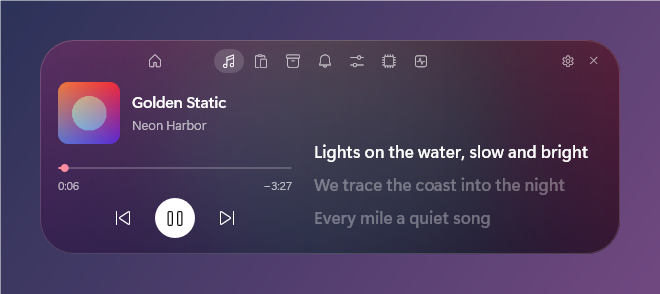 Golden Static
Neon Harbor
0:06
−3:27
Lights on the water, slow and bright
We trace the coast into the night
Every mile a quiet song